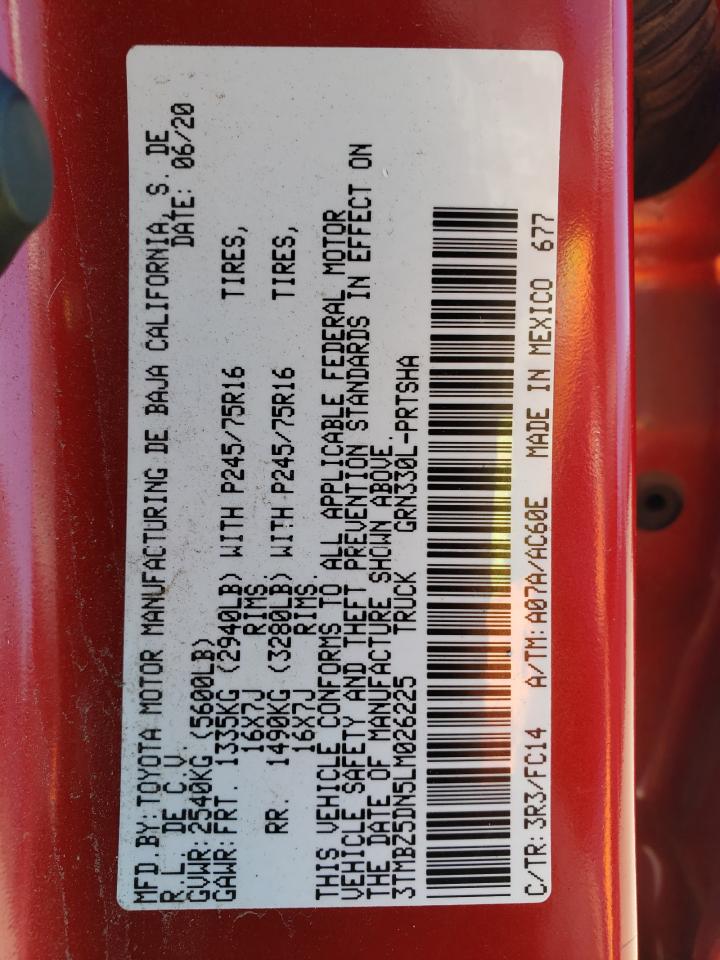 MFD.BY:TOYOTA MOTOR MANUFACTURING DE BAJA CALIFORNIA, S. DE
R.L. DE C.V. DATE: 06/20
GVWR:2540KG (5600LB)
GAWR:FRT. 1335KG (2940LB) WITH P245/75R16 TIRES,
16X7J RIMS
RR. 1490KG (3280LB) WITH P245/75R16 TIRES,
16X7J RIMS.
THIS VEHICLE CONFORMS TO ALL APPLICABLE FEDERAL MOTOR
VEHICLE SAFETY AND THEFT PREVENTION STANDARDS IN EFFECT ON
THE DATE OF MANUFACTURE SHOWN ABOVE.
3TMBZ5DN5LM026225 TRUCK GRN330L-PRTSHA
C/TR:3R3/FC14 A/TM:A07A/AC60E MADE IN MEXICO 677